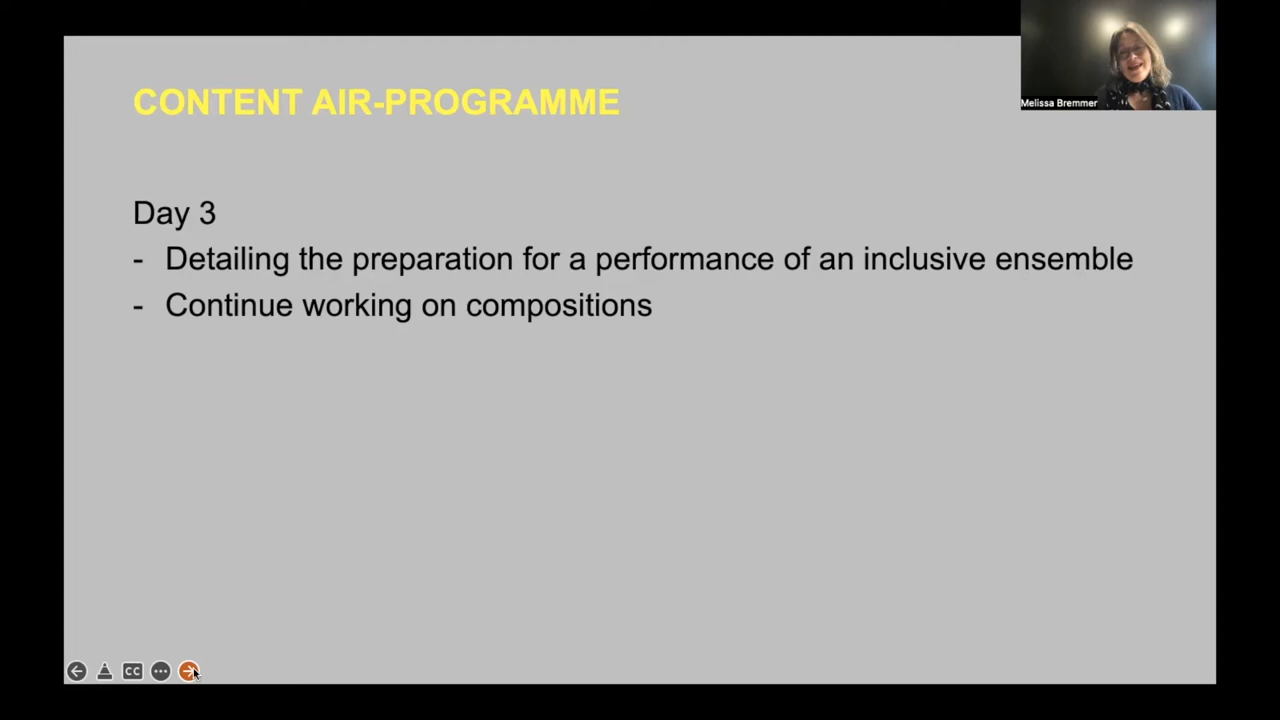 CONTENT AIR-PROGRAMME
Melissa Bremmer
Day 3
- Detailing the preparation for a performance of an inclusive ensemble
- Continue working on compositions
CC